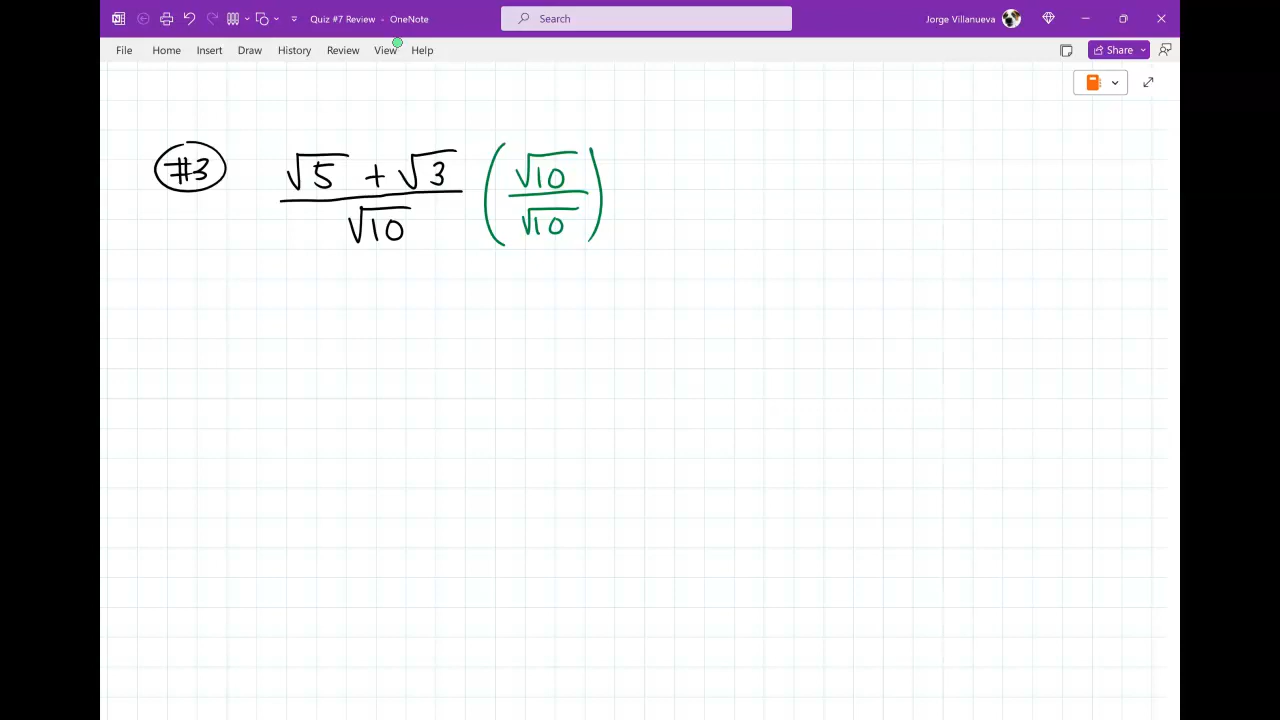 Quiz #7 Review - OneNote
Search
Jorge Villanueva
File Home Insert Draw History Review View Help
Share
#3 (√5 + √3)/√10 (√10/√10)